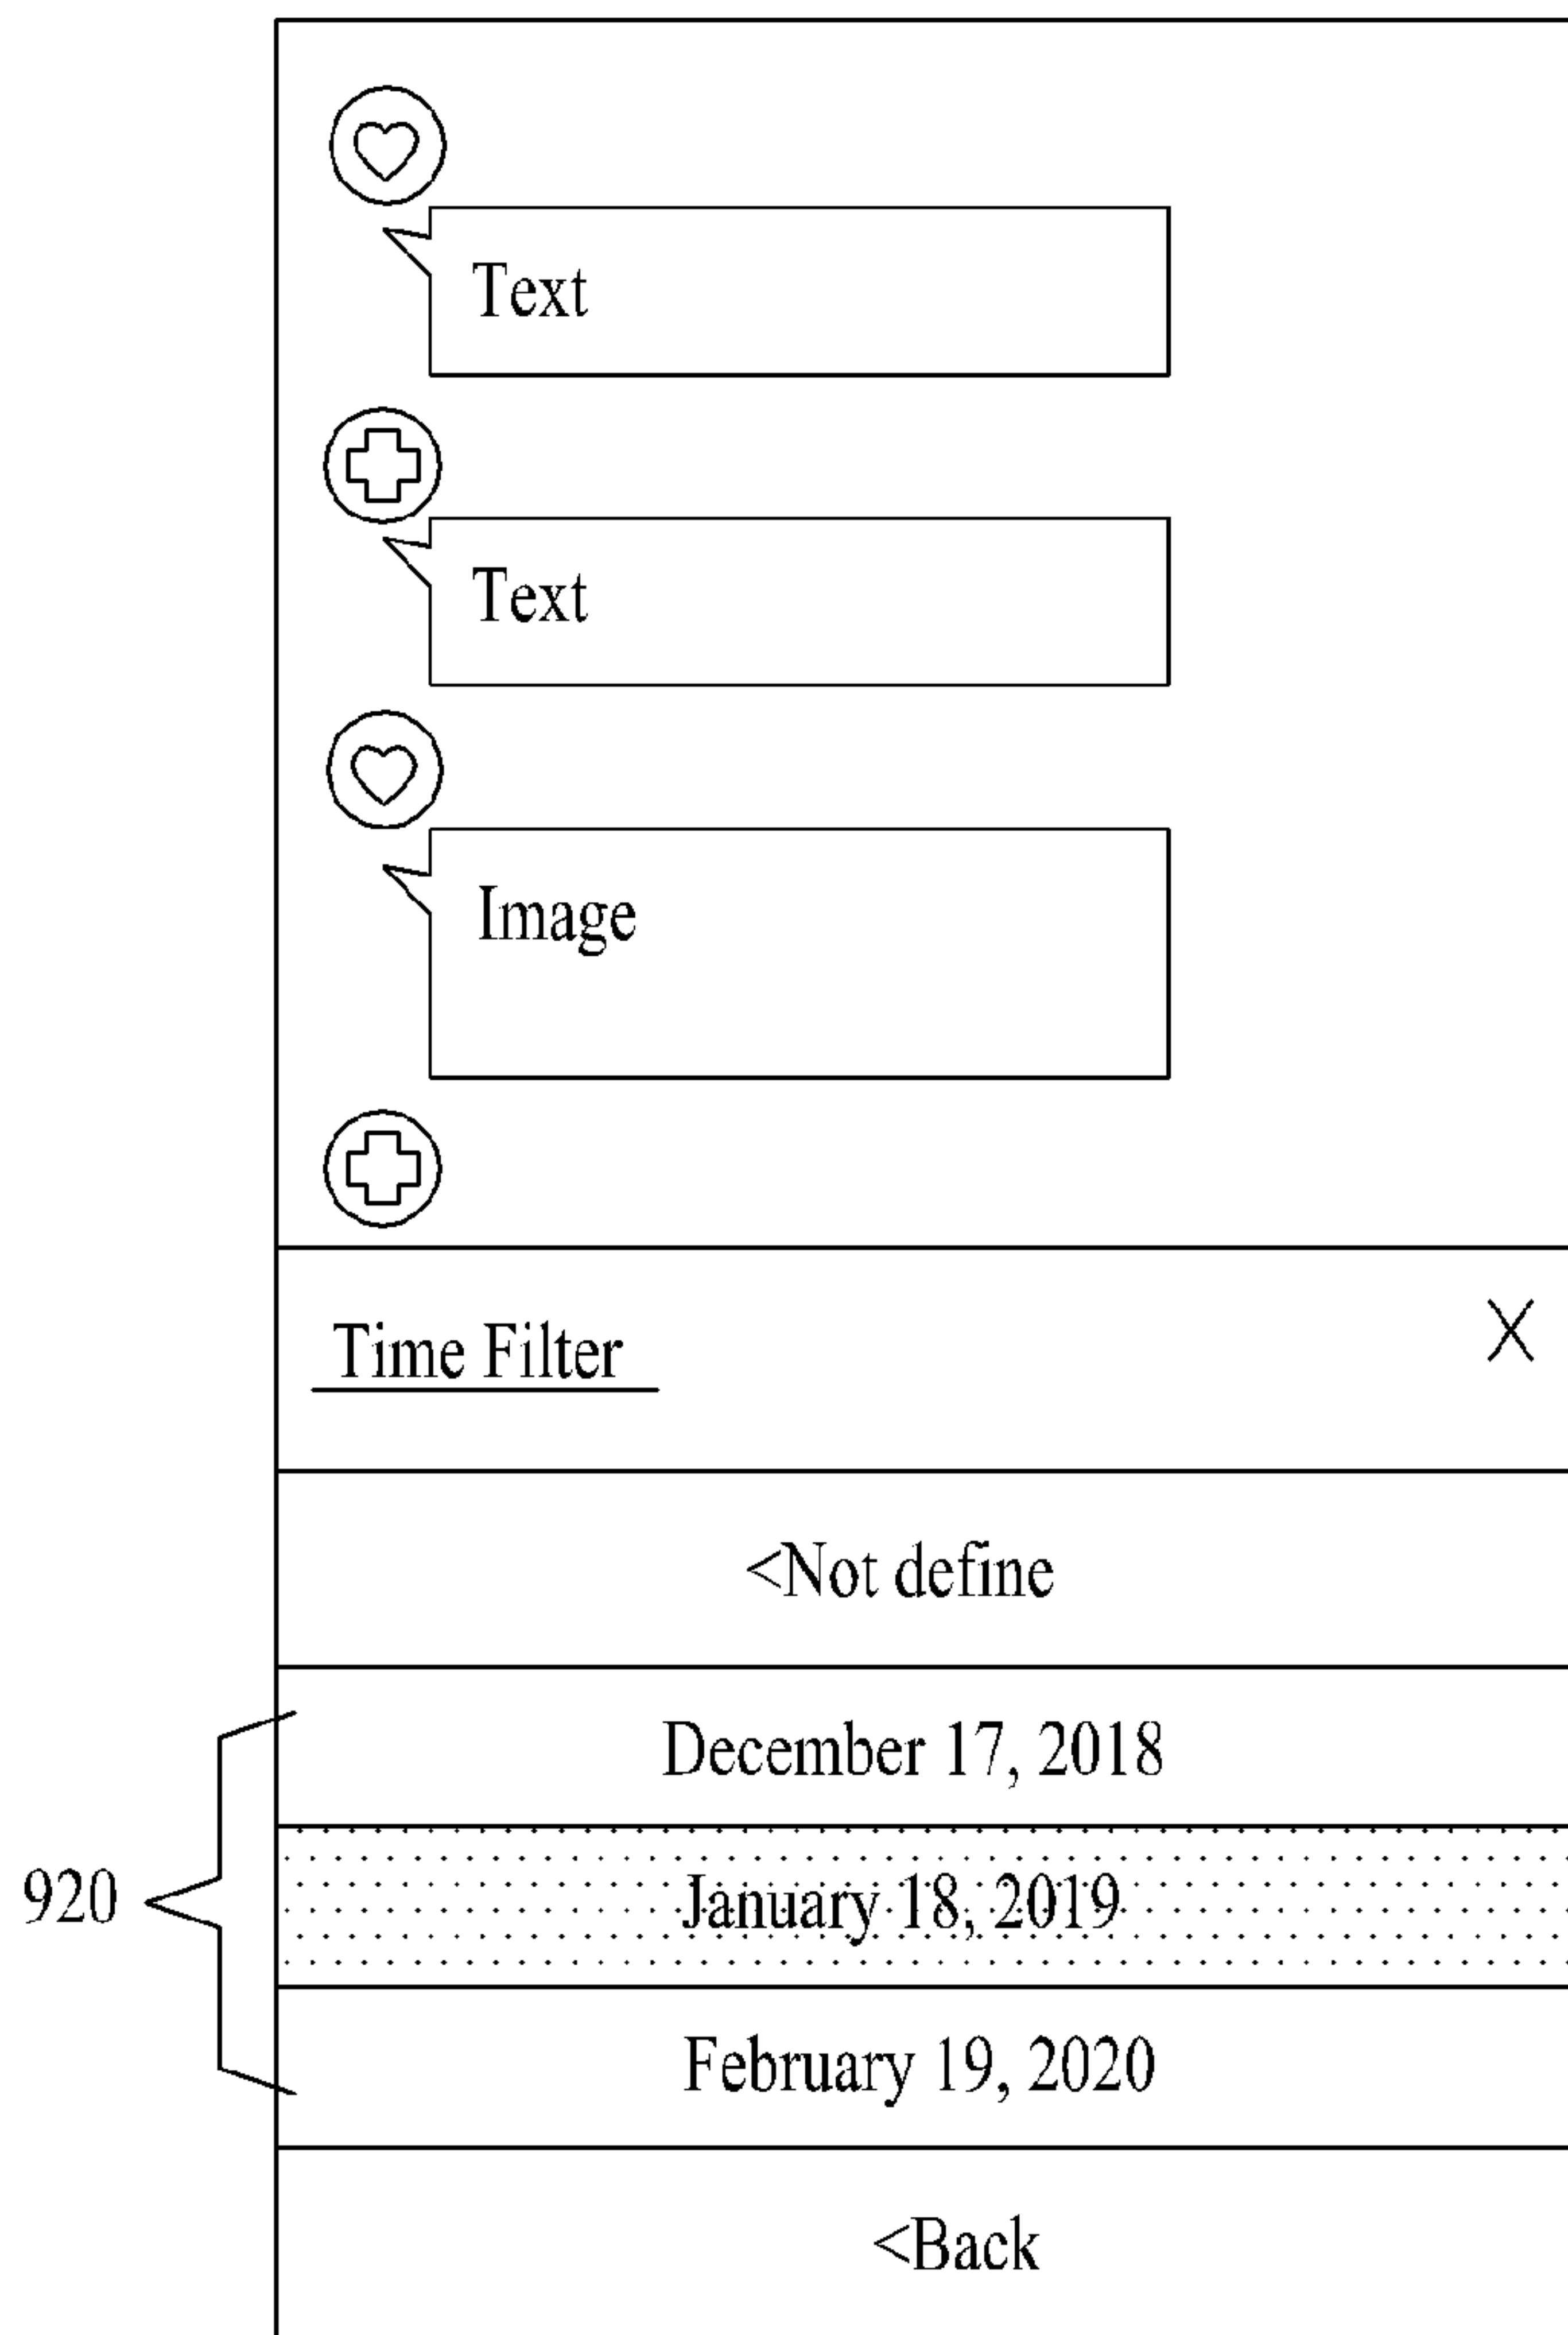 Text
Text
Image
Time Filter X
<Not define
December 17, 2018
January 18, 2019
February 19, 2020
920
<Back